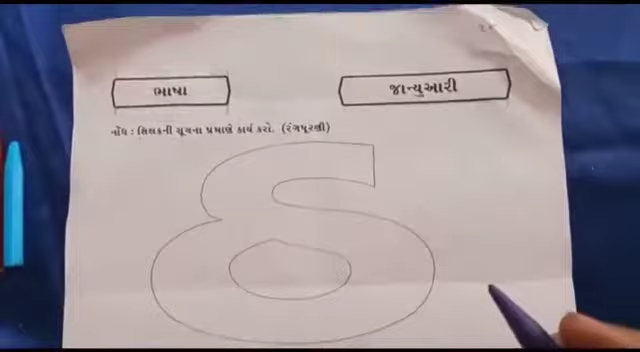 ભાષા
જાન્યુઆરી
નોંધ : શિક્ષકની સૂચના પ્રમાણે કાર્ય કરો. (રંગપૂરણી)
ઠ